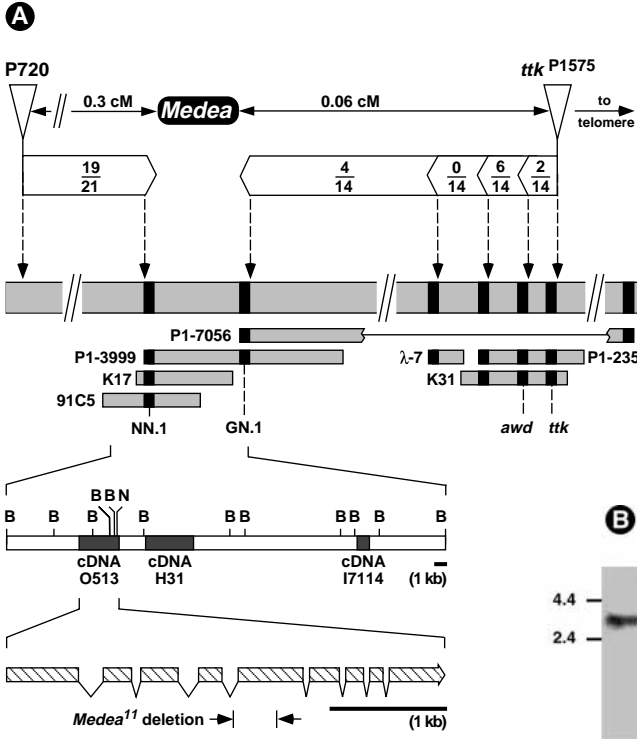 A
P720
ttk P1575
0.3 cM
Medea
0.06 cM
to
telomere
19
21
4
14
0
14
6
14
2
14
P1-7056
P1-3999
λ-7
P1-235
K17
K31
91C5
NN.1
GN.1
awd
ttk
B B N
B B B B B B B B B B
cDNA
O513
cDNA
H31
cDNA
I7114
(1 kb)
Medea11 deletion
(1 kb)
B
4.4
2.4